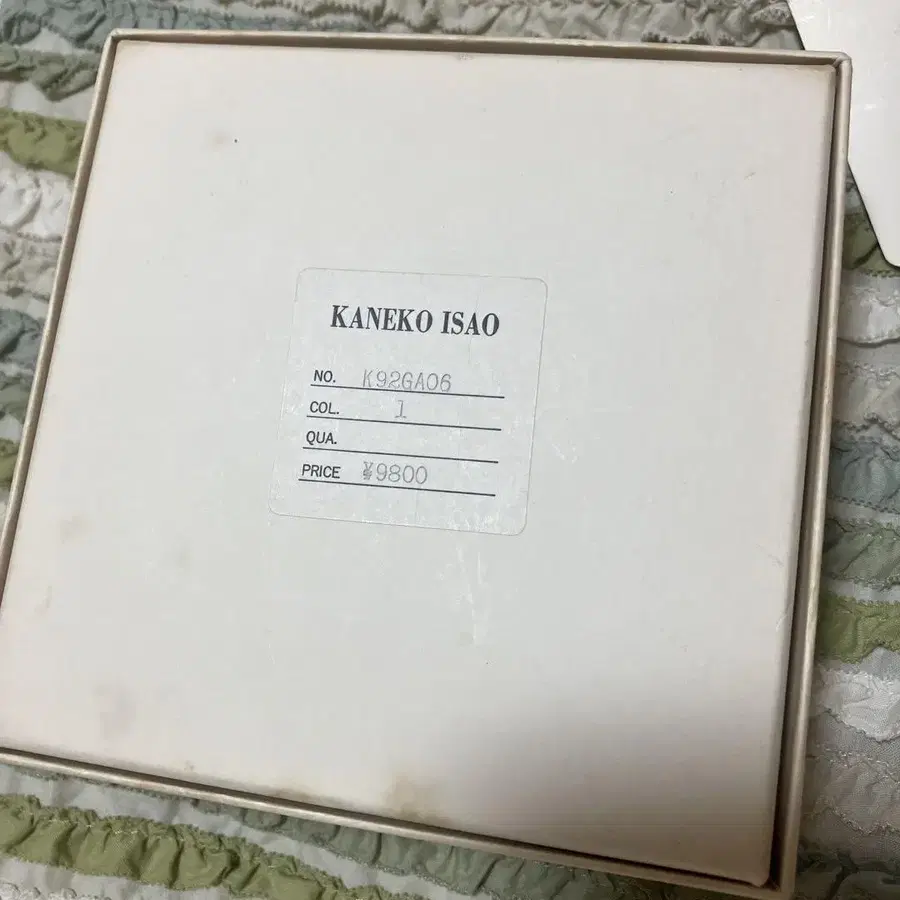 KANEKO ISAO
NO. K92GA06
COL. 1
QUA.
PRICE ¥9800